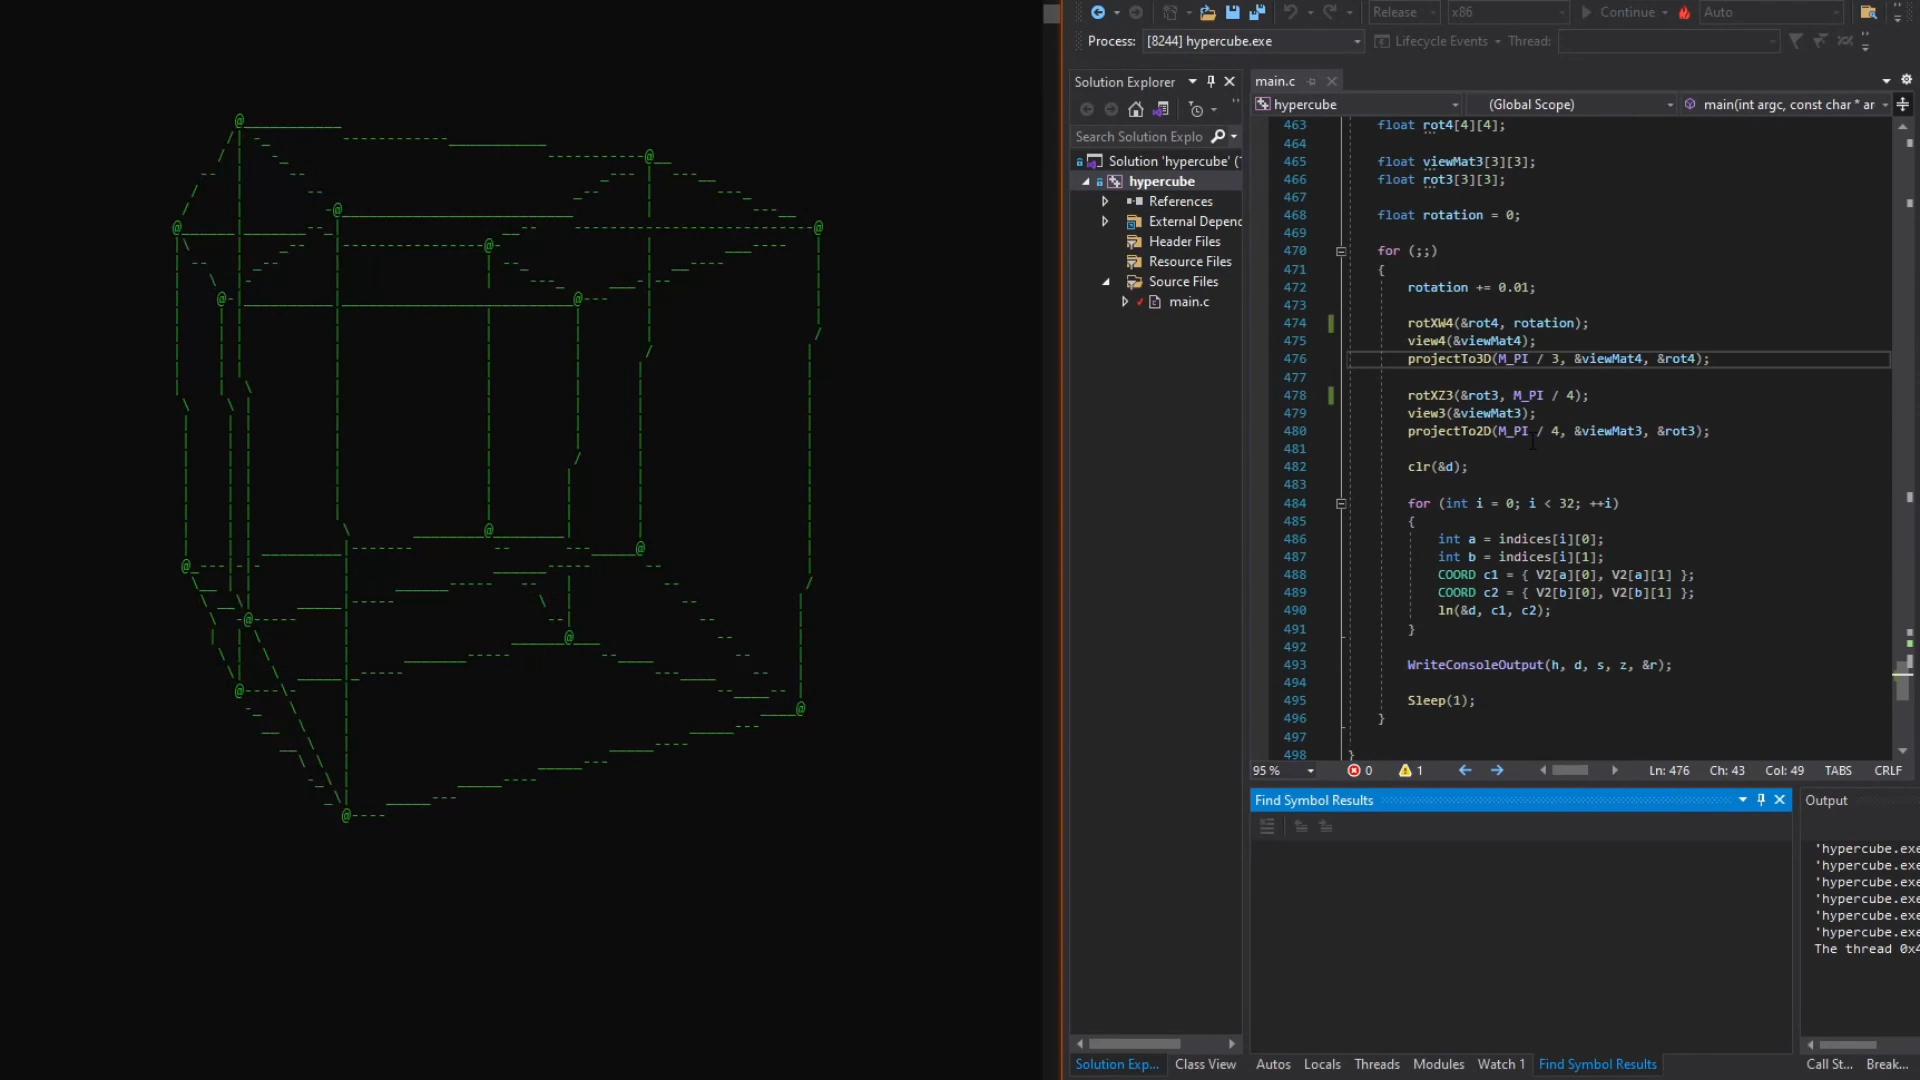 Release x86 Continue Auto
Process: [8244] hypercube.exe Lifecycle Events Thread:
Solution Explorer
Search Solution Explo
Solution 'hypercube' (
hypercube
References
External Depend
Header Files
Resource Files
Source Files
main.c
main.c
hypercube (Global Scope) main(int argc, const char * ar
463 float rot4[4][4];
464
465 float viewMat3[3][3];
466 float rot3[3][3];
467
468 float rotation = 0;
469
470 for (;;)
471 {
472 rotation += 0.01;
473
474 rotXW4(&rot4, rotation);
475 view4(&viewMat4);
476 projectTo3D(M_PI / 3, &viewMat4, &rot4);
477
478 rotXZ3(&rot3, M_PI / 4);
479 view3(&viewMat3);
480 projectTo2D(M_PI / 4, &viewMat3, &rot3);
481
482 clr(&d);
483
484 for (int i = 0; i < 32; ++i)
485 {
486 int a = indices[i][0];
487 int b = indices[i][1];
488 COORD c1 = { V2[a][0], V2[a][1] };
489 COORD c2 = { V2[b][0], V2[b][1] };
490 ln(&d, c1, c2);
491 }
492
493 WriteConsoleOutput(h, d, s, z, &r);
494
495 Sleep(1);
496 }
497
498 }
95 % 0 1 Ln: 476 Ch: 43 Col: 49 TABS CRLF
Find Symbol Results
Output
'hypercube.exe
'hypercube.exe
'hypercube.exe
'hypercube.exe
'hypercube.exe
'hypercube.exe
The thread 0x4
Solution Exp... Class View Autos Locals Threads Modules Watch 1 Find Symbol Results Call St... Break...